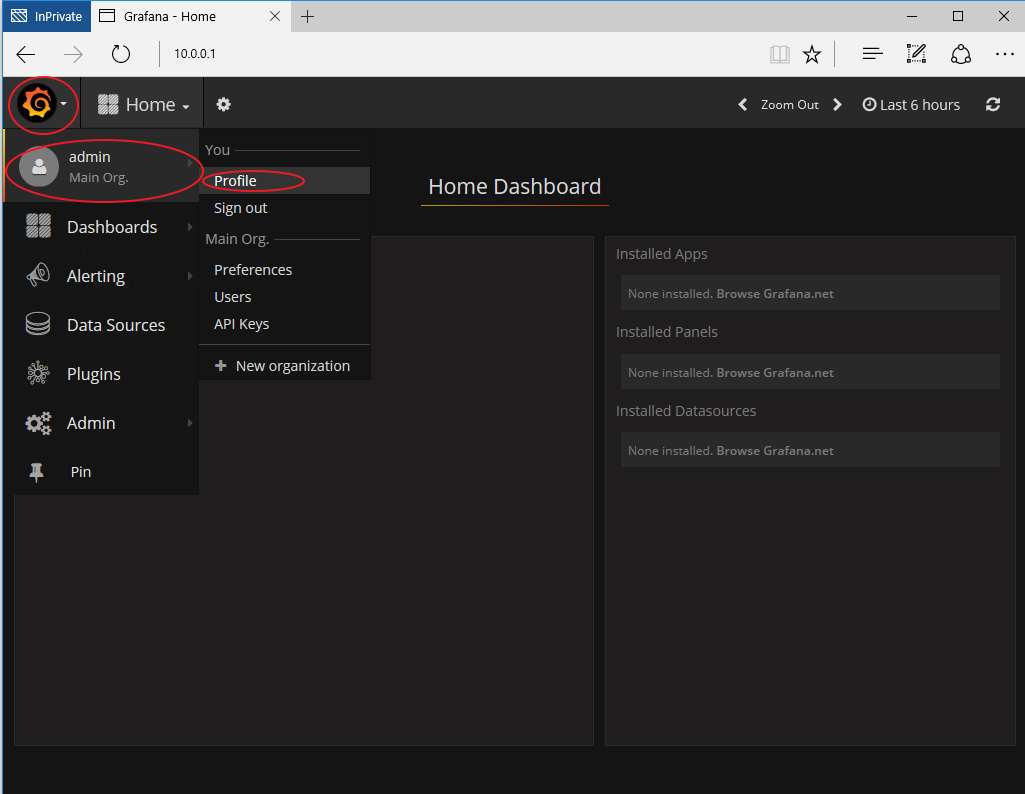 InPrivate
Grafana - Home
10.0.0.1
Home
Zoom Out
Last 6 hours
admin
Main Org.
Dashboards
Alerting
Data Sources
Plugins
Admin
Pin
You
Profile
Sign out
Main Org.
Preferences
Users
API Keys
New organization
Home Dashboard
Installed Apps
None installed. Browse Grafana.net
Installed Panels
None installed. Browse Grafana.net
Installed Datasources
None installed. Browse Grafana.net